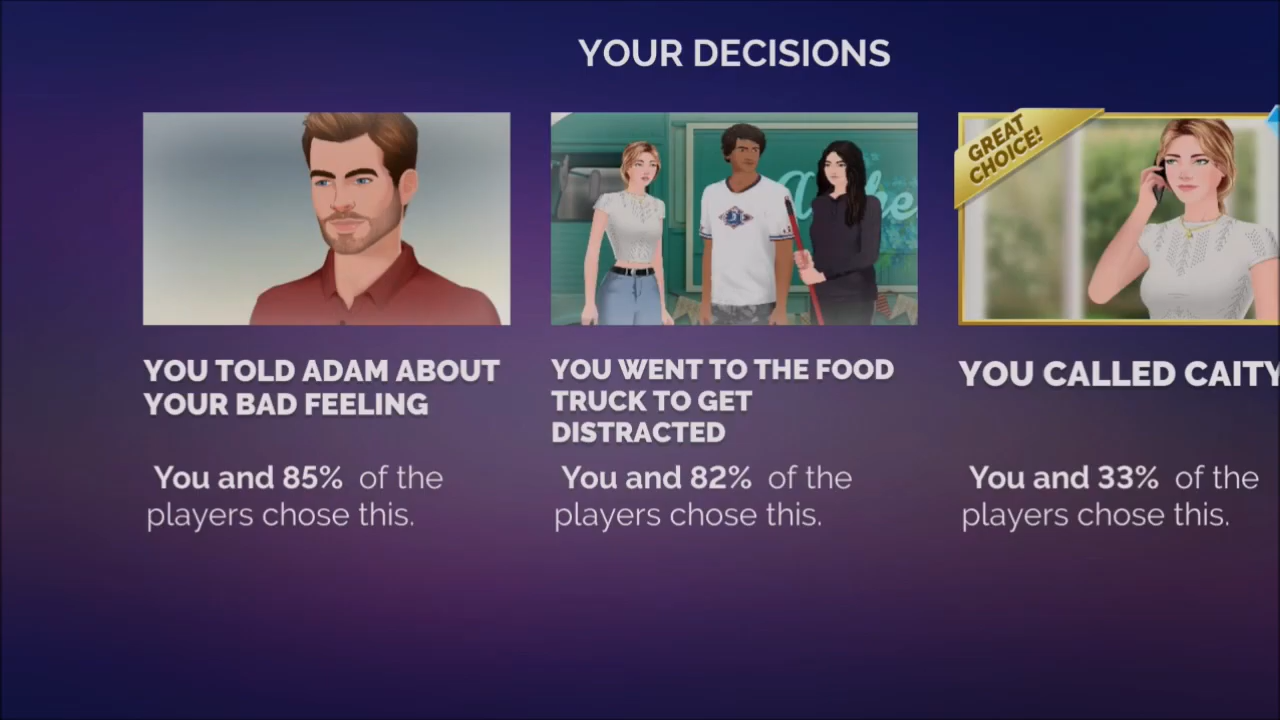 YOUR DECISIONS
GREAT
CHOICE!
YOU TOLD ADAM ABOUT
YOUR BAD FEELING
You and 85% of the
players chose this.
YOU WENT TO THE FOOD
TRUCK TO GET
DISTRACTED
You and 82% of the
players chose this.
YOU CALLED CAITY
You and 33% of the
players chose this.